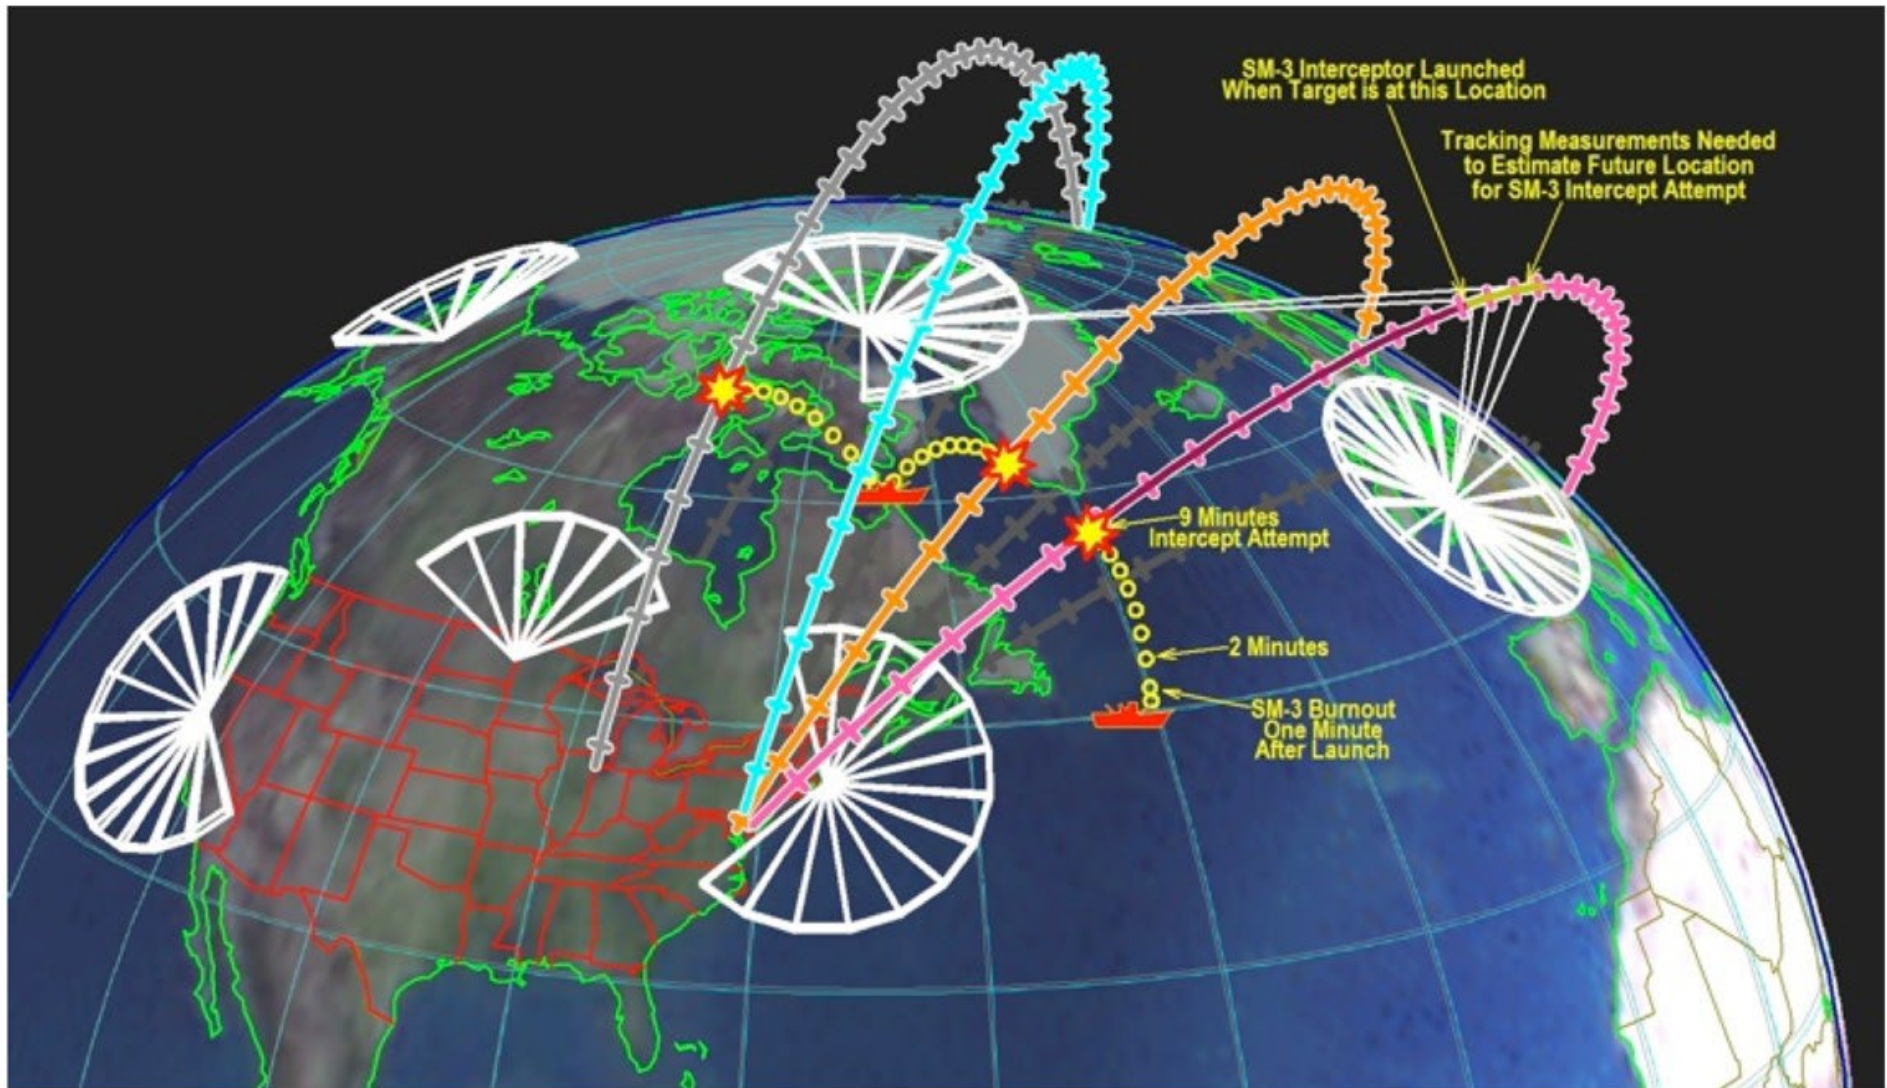 SM-3 Interceptor Launched
When Target is at this Location
Tracking Measurements Needed
to Estimate Future Location
for SM-3 Intercept Attempt
9 Minutes
Intercept Attempt
2 Minutes
SM-3 Burnout
One Minute
After Launch